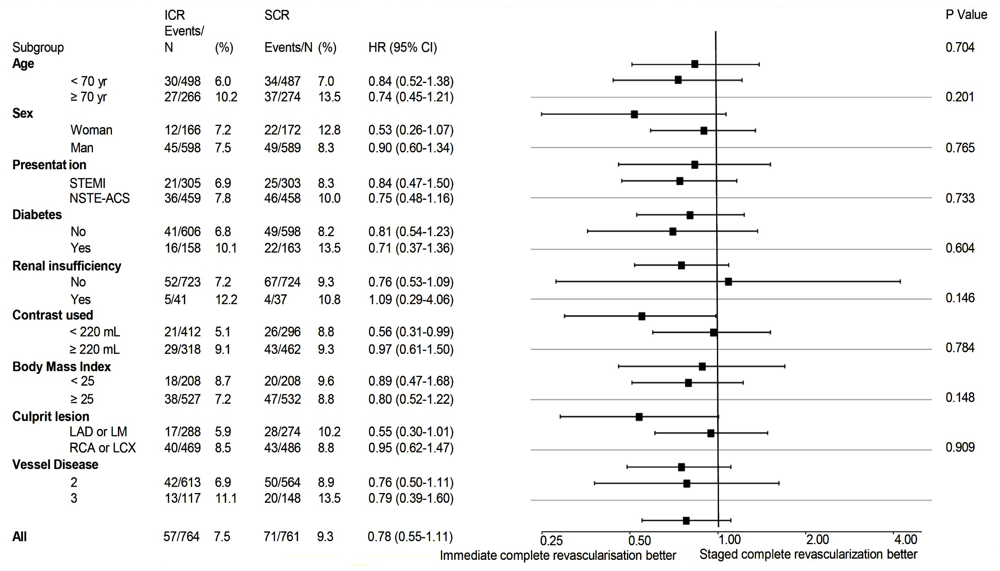 ICR SCR P Value
Events/
Subgroup N (%) Events/N (%) HR (95% CI) 0.704
Age
< 70 yr 30/498 6.0 34/487 7.0 0.84 (0.52-1.38)
≥ 70 yr 27/266 10.2 37/274 13.5 0.74 (0.45-1.21) 0.201
Sex
Woman 12/166 7.2 22/172 12.8 0.53 (0.26-1.07)
Man 45/598 7.5 49/589 8.3 0.90 (0.60-1.34) 0.765
Presentation
STEMI 21/305 6.9 25/303 8.3 0.84 (0.47-1.50)
NSTE-ACS 36/459 7.8 46/458 10.0 0.75 (0.48-1.16) 0.733
Diabetes
No 41/606 6.8 49/598 8.2 0.81 (0.54-1.23)
Yes 16/158 10.1 22/163 13.5 0.71 (0.37-1.36) 0.604
Renal insufficiency
No 52/723 7.2 67/724 9.3 0.76 (0.53-1.09)
Yes 5/41 12.2 4/37 10.8 1.09 (0.29-4.06) 0.146
Contrast used
< 220 mL 21/412 5.1 26/296 8.8 0.56 (0.31-0.99)
≥ 220 mL 29/318 9.1 43/462 9.3 0.97 (0.61-1.50) 0.784
Body Mass Index
< 25 18/208 8.7 20/208 9.6 0.89 (0.47-1.68)
≥ 25 38/527 7.2 47/532 8.8 0.80 (0.52-1.22) 0.148
Culprit lesion
LAD or LM 17/288 5.9 28/274 10.2 0.55 (0.30-1.01)
RCA or LCX 40/469 8.5 43/486 8.8 0.95 (0.62-1.47) 0.909
Vessel Disease
2 42/613 6.9 50/564 8.9 0.76 (0.50-1.11)
3 13/117 11.1 20/148 13.5 0.79 (0.39-1.60)
All 57/764 7.5 71/761 9.3 0.78 (0.55-1.11)
0.25 0.50 1.00 2.00 4.00
Immediate complete revascularisation better Staged complete revascularization better